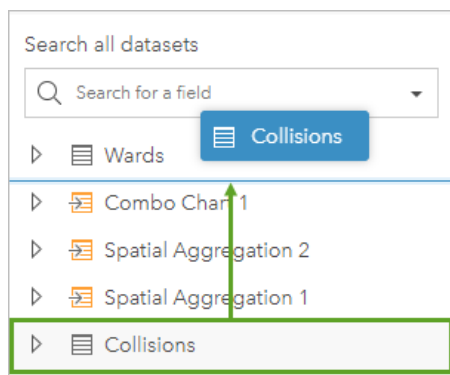 Search all datasets
Search for a field
Collisions
Wards
Combo Chart 1
Spatial Aggregation 2
Spatial Aggregation 1
Collisions